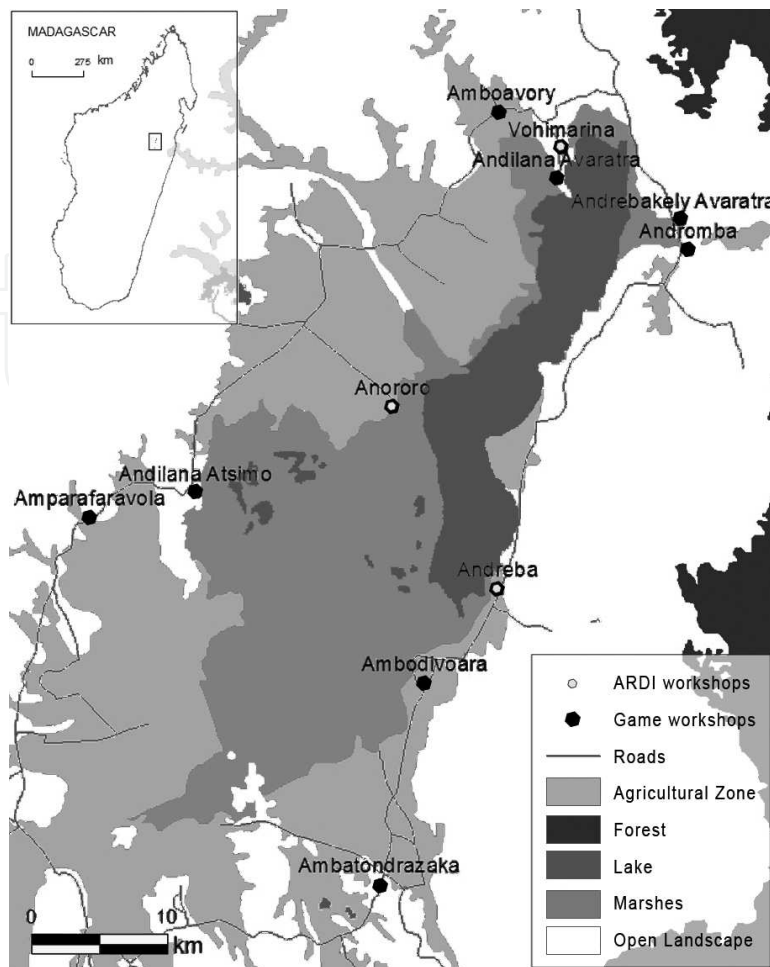 MADAGASCAR
km
0 275
Amboavory
Vohimarina
Andilana Avaratra
Andrebakely Avaratra
Andromba
Anororo
Andilana Atsimo
Amparafaravola
Andreba
Ambodivoara
Ambatondrazaka
0 10
km
ARDI workshops
Game workshops
Roads
Agricultural Zone
Forest
Lake
Marshes
Open Landscape